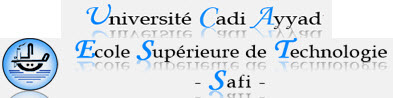 Université Cadi Ayyad
Ecole Supérieure de Technologie
- Safi -